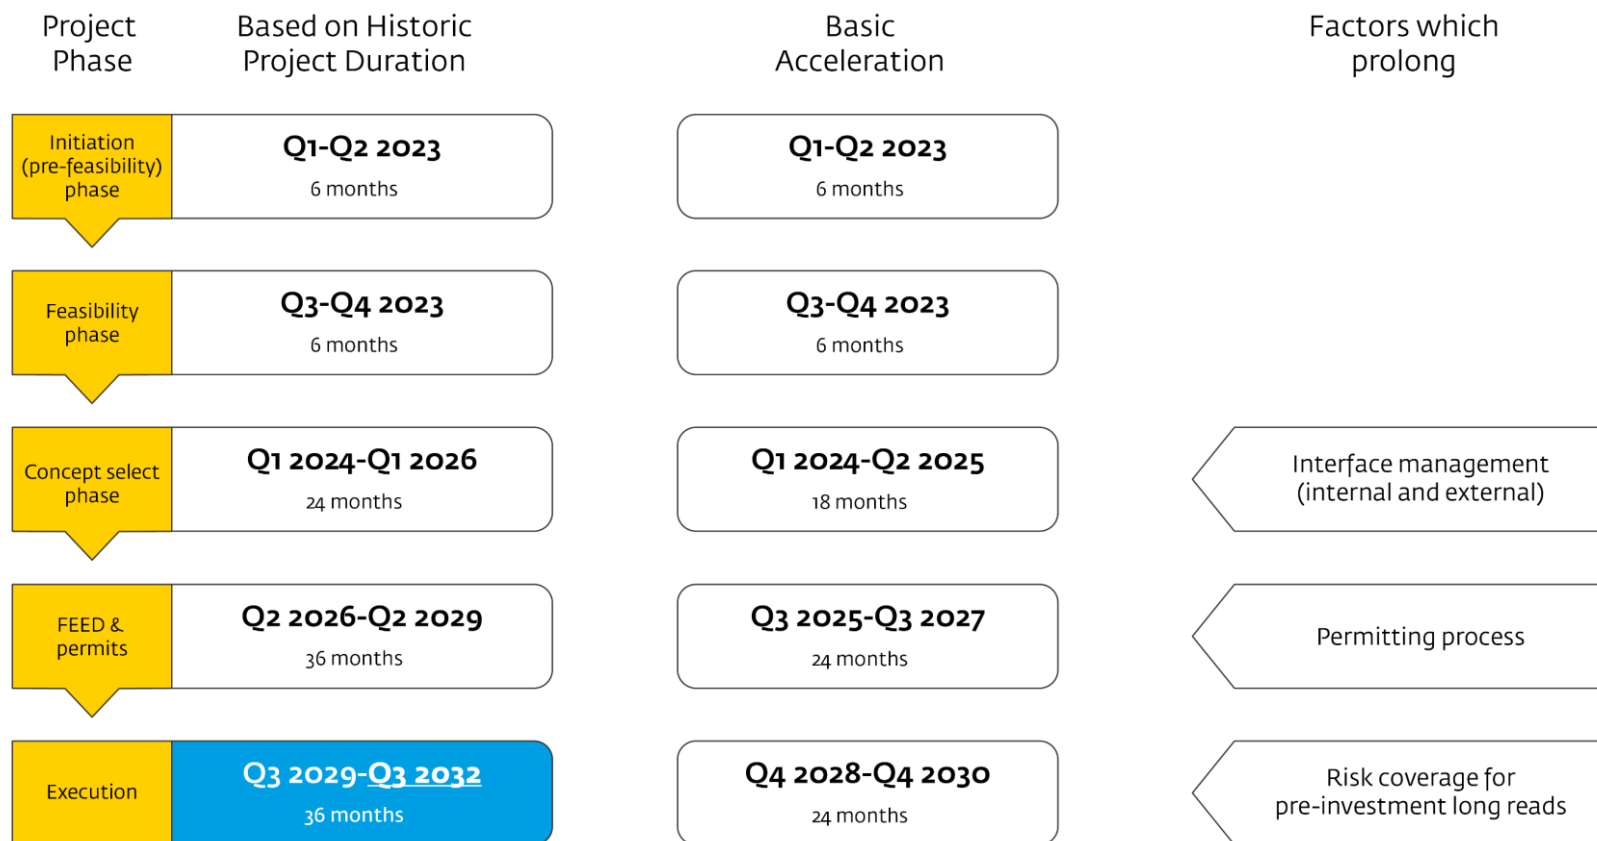 Project
Phase
Based on Historic
Project Duration
Basic
Acceleration
Factors which
prolong
Initiation
(pre-feasibility)
phase
Q1-Q2 2023
6 months
Q1-Q2 2023
6 months
Feasibility
phase
Q3-Q4 2023
6 months
Q3-Q4 2023
6 months
Concept select
phase
Q1 2024-Q1 2026
24 months
Q1 2024-Q2 2025
18 months
Interface management
(internal and external)
FEED &
permits
Q2 2026-Q2 2029
36 months
Q3 2025-Q3 2027
24 months
Permitting process
Execution
Q3 2029-Q3 2032
36 months
Q4 2028-Q4 2030
24 months
Risk coverage for
pre-investment long reads